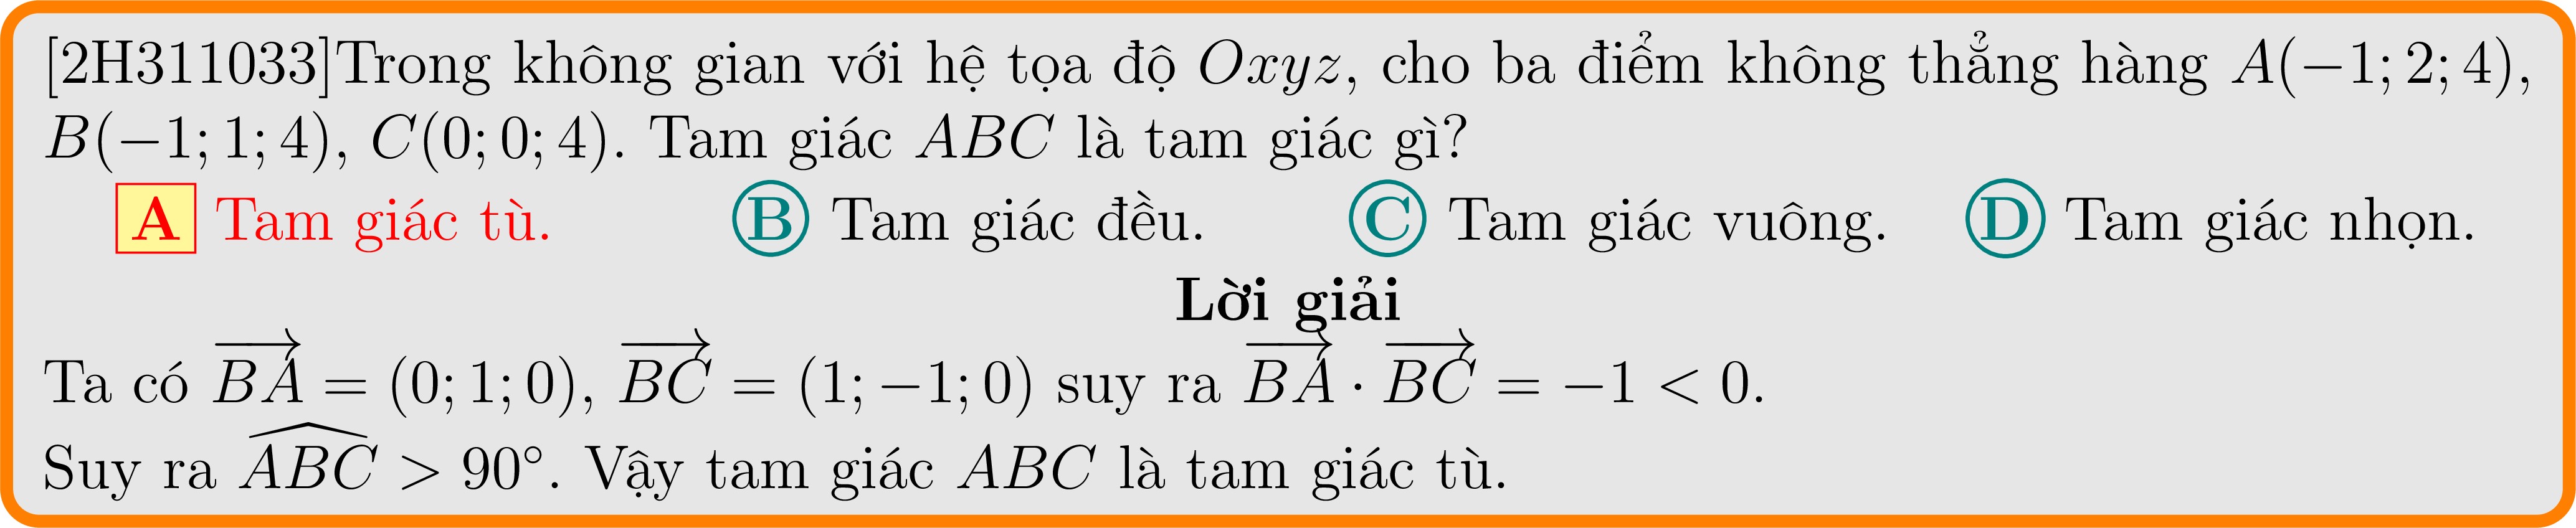 [2H311033]Trong không gian với hệ tọa độ Oxyz, cho ba điểm không thẳng hàng A(−1; 2; 4),
B(−1; 1; 4), C(0; 0; 4). Tam giác ABC là tam giác gì?
A Tam giác tù. B Tam giác đều. C Tam giác vuông. D Tam giác nhọn.
Lời giải
Ta có $\overrightarrow{BA}$ = (0; 1; 0), $\overrightarrow{BC}$ = (1; −1; 0) suy ra $\overrightarrow{BA} \cdot \overrightarrow{BC}$ = −1 < 0.
Suy ra $\widehat{ABC}$ > 90°. Vậy tam giác ABC là tam giác tù.